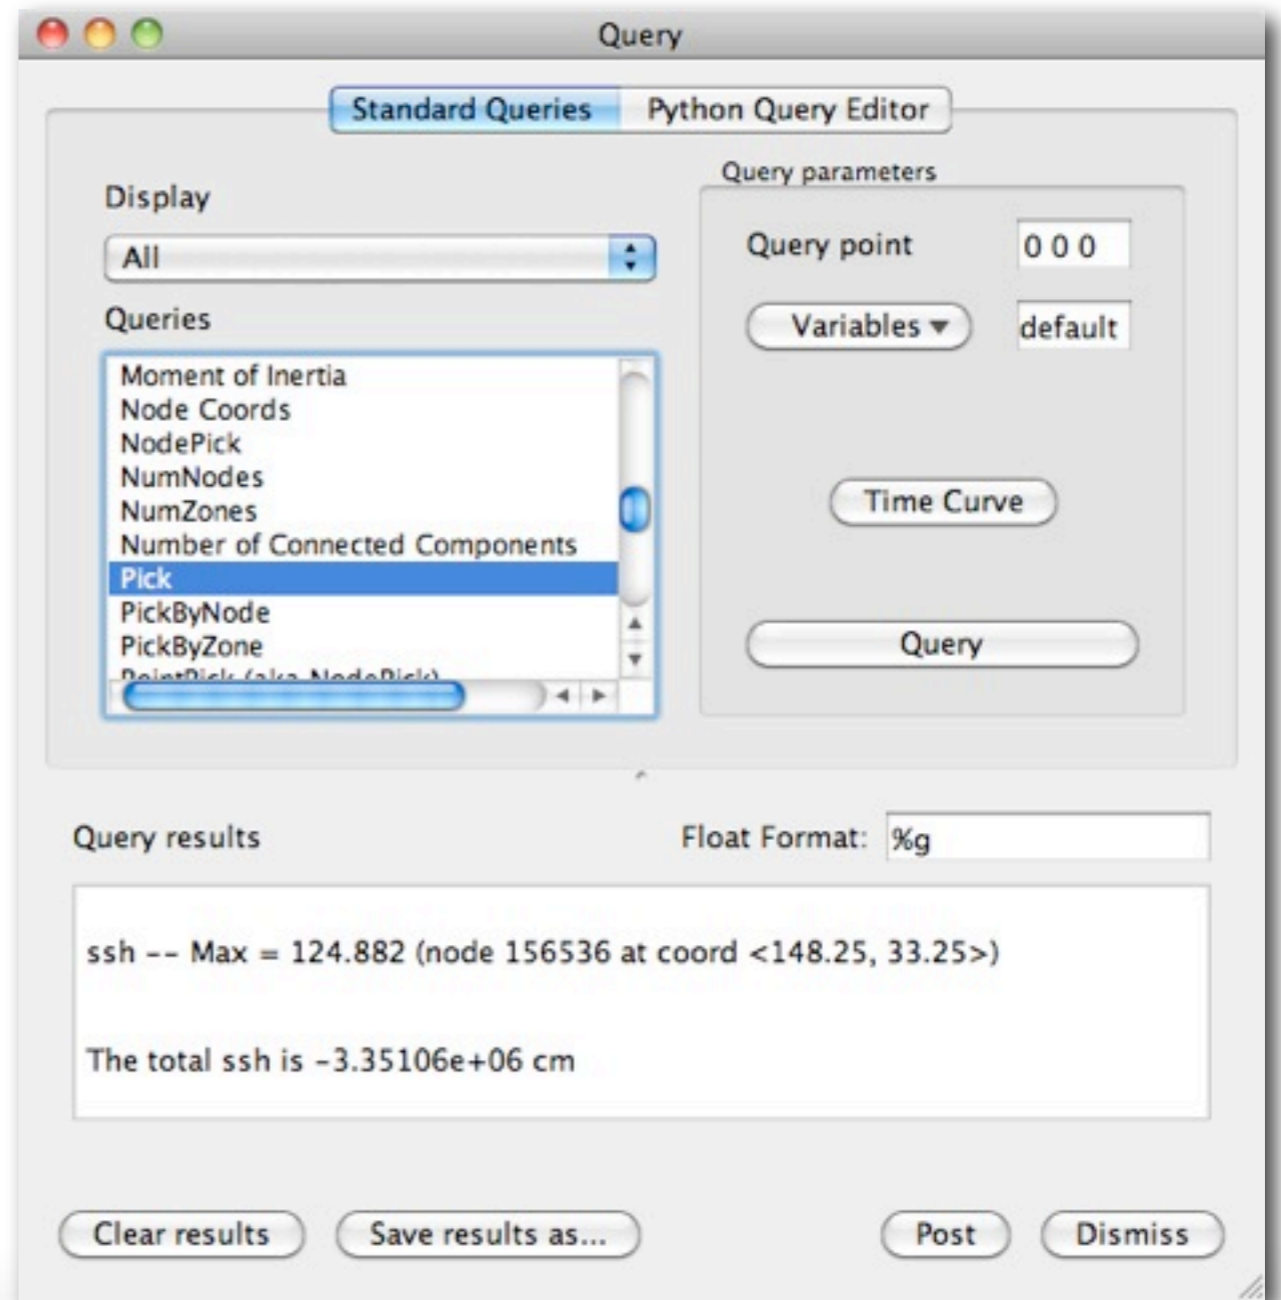 Query
Standard Queries
Python Query Editor
Display
All
Queries
Moment of Inertia
Node Coords
NodePick
NumNodes
NumZones
Number of Connected Components
Pick
PickByNode
PickByZone
PointPick (aka NodePick)
Query parameters
Query point
0 0 0
Variables
default
Time Curve
Query
Query results
Float Format:
%g
ssh -- Max = 124.882 (node 156536 at coord <148.25, 33.25>)
The total ssh is -3.35106e+06 cm
Clear results
Save results as...
Post
Dismiss